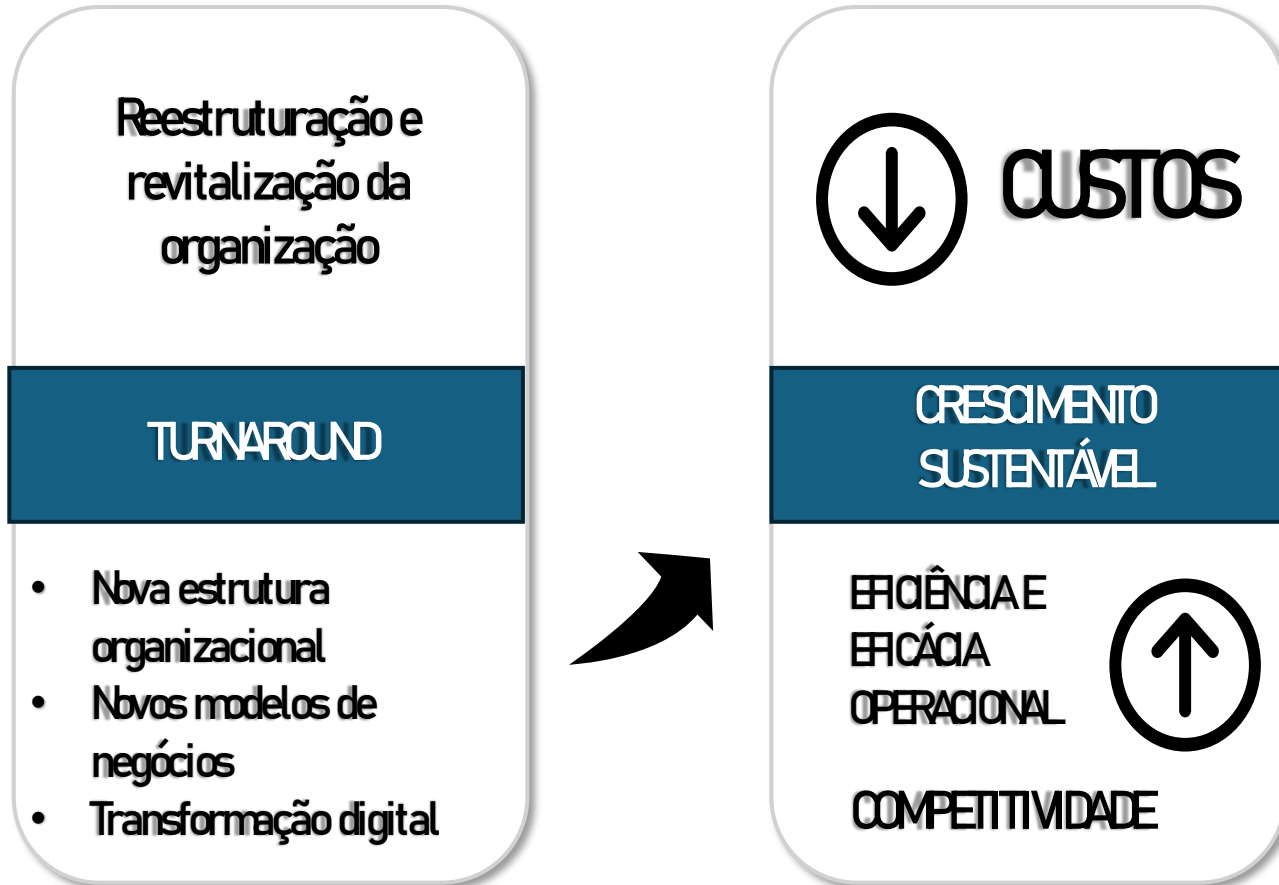 Reestruturação e
revitalização da
organização
TURNAROUND
• Nova estrutura
organizacional
• Novos modelos de
negócios
• Transformação digital
CUSTOS
CRESCIMENTO
SUSTENTÁVEL
EFICIÊNCIA E
EFICÁCIA
OPERACIONAL
COMPETITIVIDADE